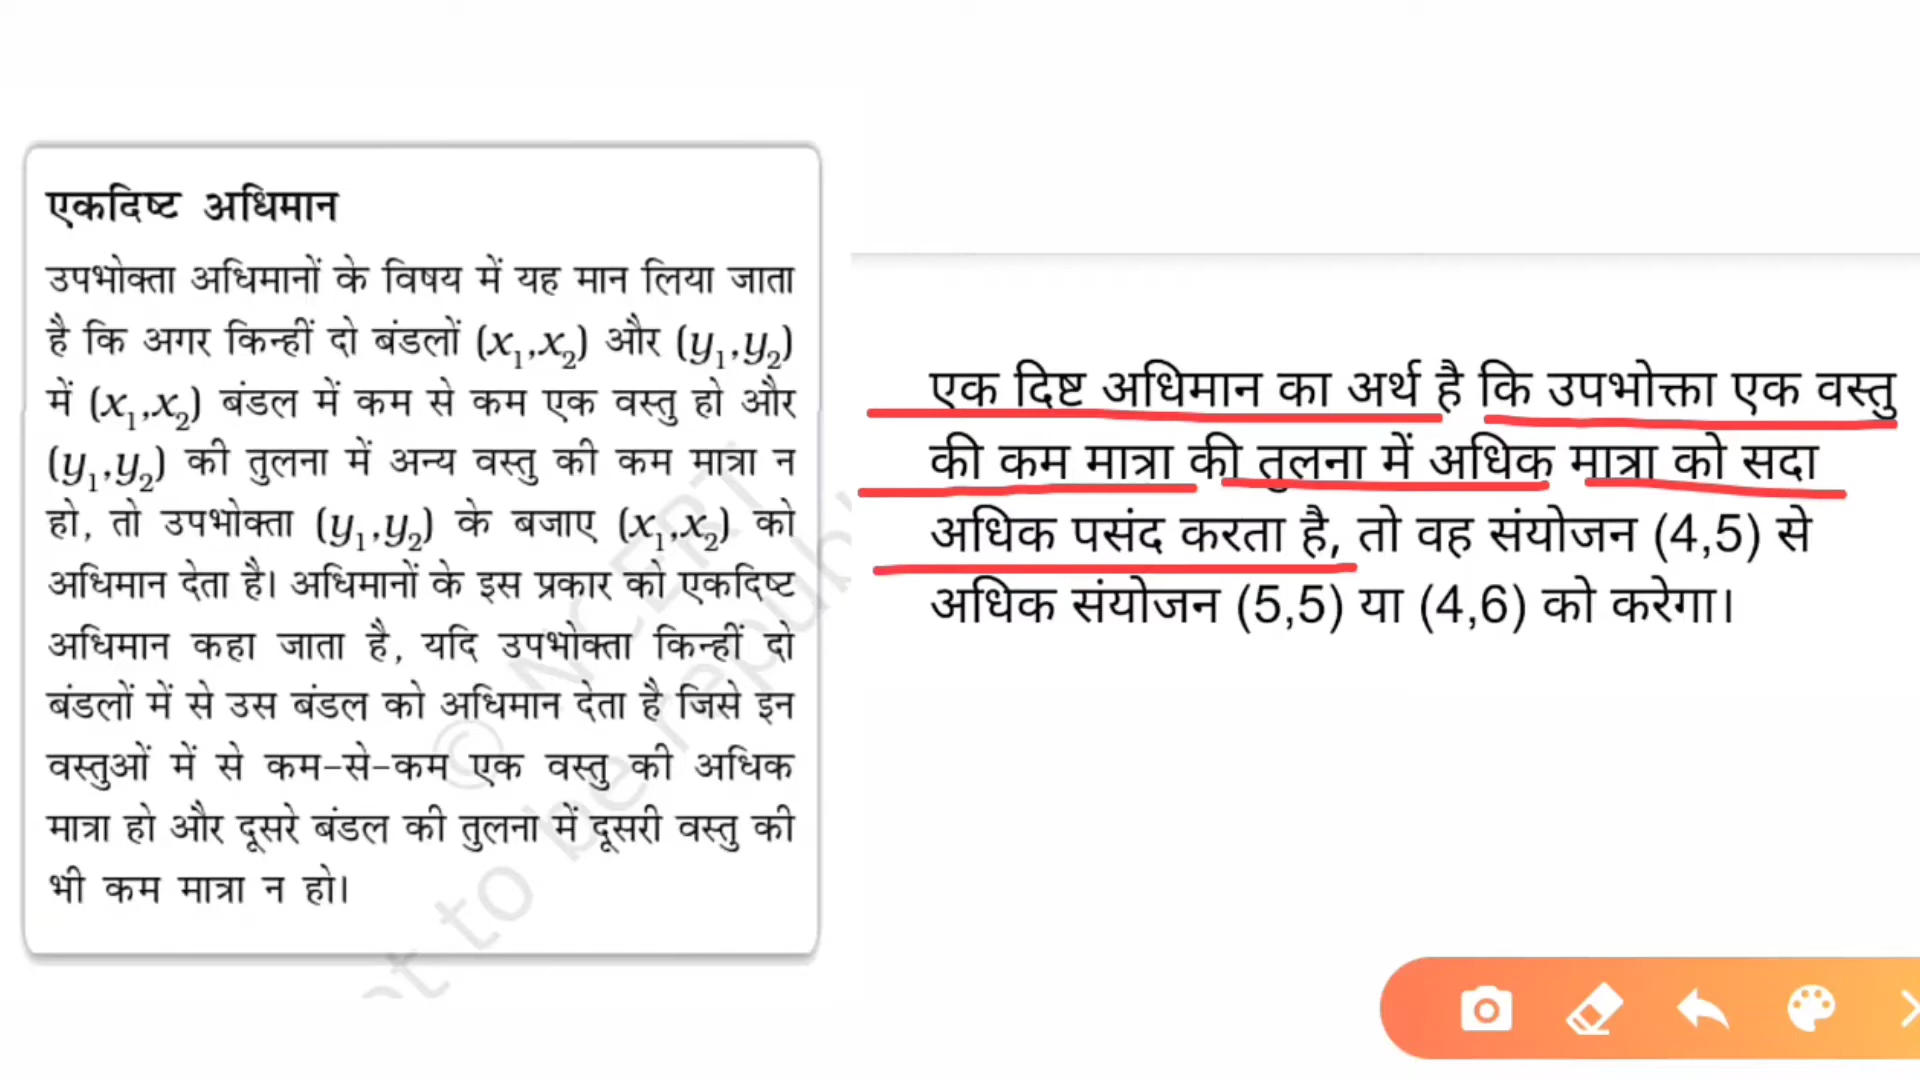 एकदिष्ट अधिमान
उपभोक्ता अधिमानों के विषय में यह मान लिया जाता
है कि अगर किन्हीं दो बंडलों (x₁,x₂) और (y₁,y₂)
में (x₁,x₂) बंडल में कम से कम एक वस्तु हो और
(y₁,y₂) की तुलना में अन्य वस्तु की कम मात्रा न
हो, तो उपभोक्ता (y₁,y₂) के बजाए (x₁,x₂) को
अधिमान देता है। अधिमानों के इस प्रकार को एकदिष्ट
अधिमान कहा जाता है, यदि उपभोक्ता किन्हीं दो
बंडलों में से उस बंडल को अधिमान देता है जिसे इन
वस्तुओं में से कम-से-कम एक वस्तु की अधिक
मात्रा हो और दूसरे बंडल की तुलना में दूसरी वस्तु की
भी कम मात्रा न हो।
एक दिष्ट अधिमान का अर्थ है कि उपभोक्ता एक वस्तु
की कम मात्रा की तुलना में अधिक मात्रा को सदा
अधिक पसंद करता है, तो वह संयोजन (4,5) से
अधिक संयोजन (5,5) या (4,6) को करेगा।
© NCERT
to be republ